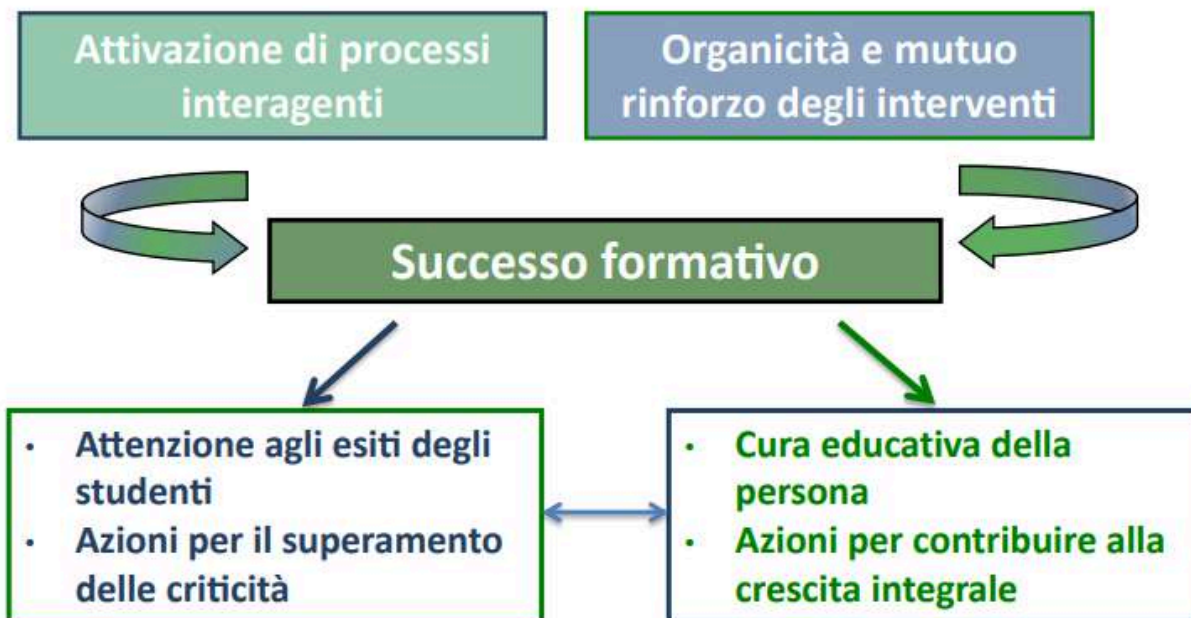 Attivazione di processi
interagenti
Organicità e mutuo
rinforzo degli interventi
Successo formativo
• Attenzione agli esiti degli
studenti
• Azioni per il superamento
delle criticità
• Cura educativa della
persona
• Azioni per contribuire alla
crescita integrale